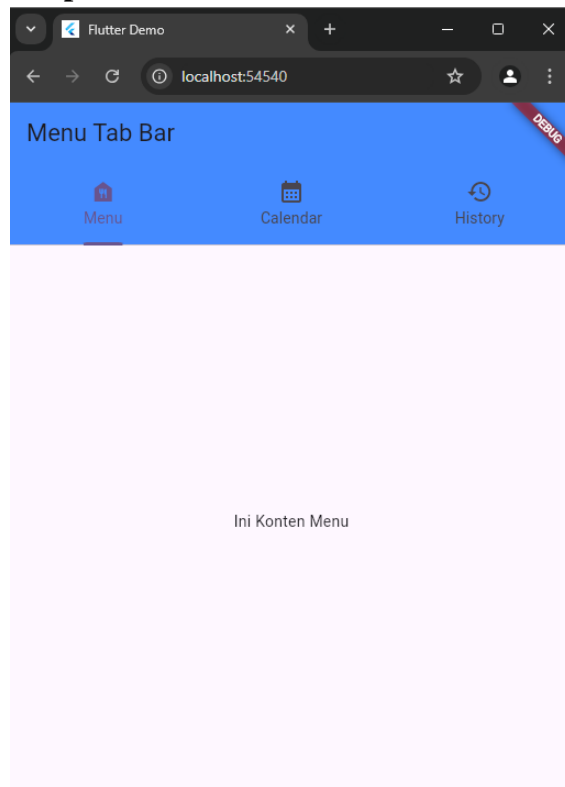 Flutter Demo
localhost:54540
DEBUG
Menu Tab Bar
Menu Calendar History
Ini Konten Menu